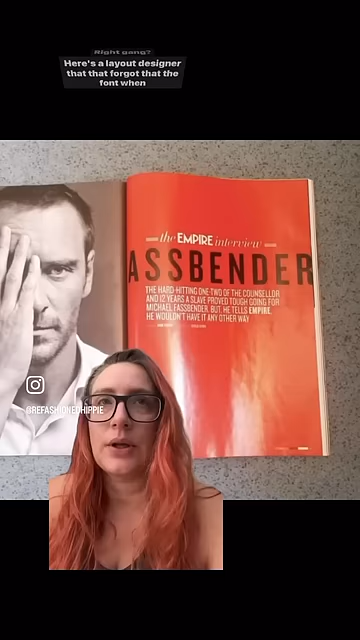 Right gang?
Here's a layout designer
that that forgot that the
font when
the EMPIRE interview
ASSBENDER
THE HARD-HITTING ONE-TWO OF THE COUNSELLOR
AND 12 YEARS A SLAVE PROVED TOUGH GOING FOR
MICHAEL FASSBENDER. BUT, HE TELLS EMPIRE,
HE WOULDN'T HAVE IT ANY OTHER WAY
@REFASHIONEDHIPPIE